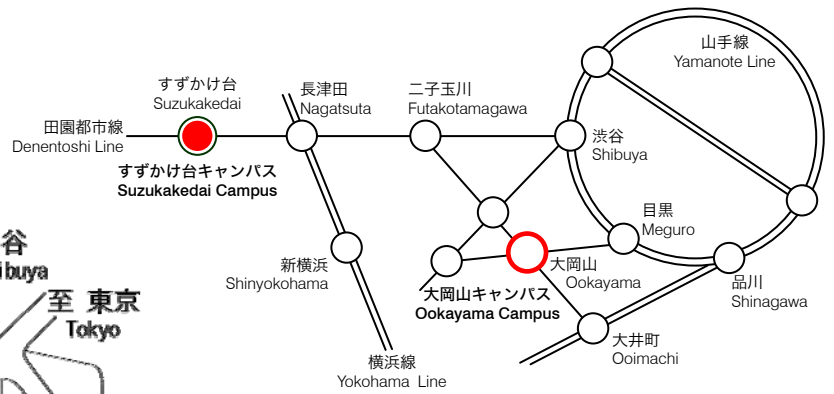 山手線
Yamanote Line
すずかけ台
Suzukakedai
長津田
Nagatsuta
二子玉川
Futakotamagawa
田園都市線
Denentoshi Line
渋谷
Shibuya
すずかけ台キャンパス
Suzukakedai Campus
目黒
Meguro
谷
ibuya
新横浜
Shinyokohama
大岡山
Ookayama
大岡山キャンパス
Ookayama Campus
品川
Shinagawa
至 東京
Tokyo
大井町
Ooimachi
横浜線
Yokohama Line